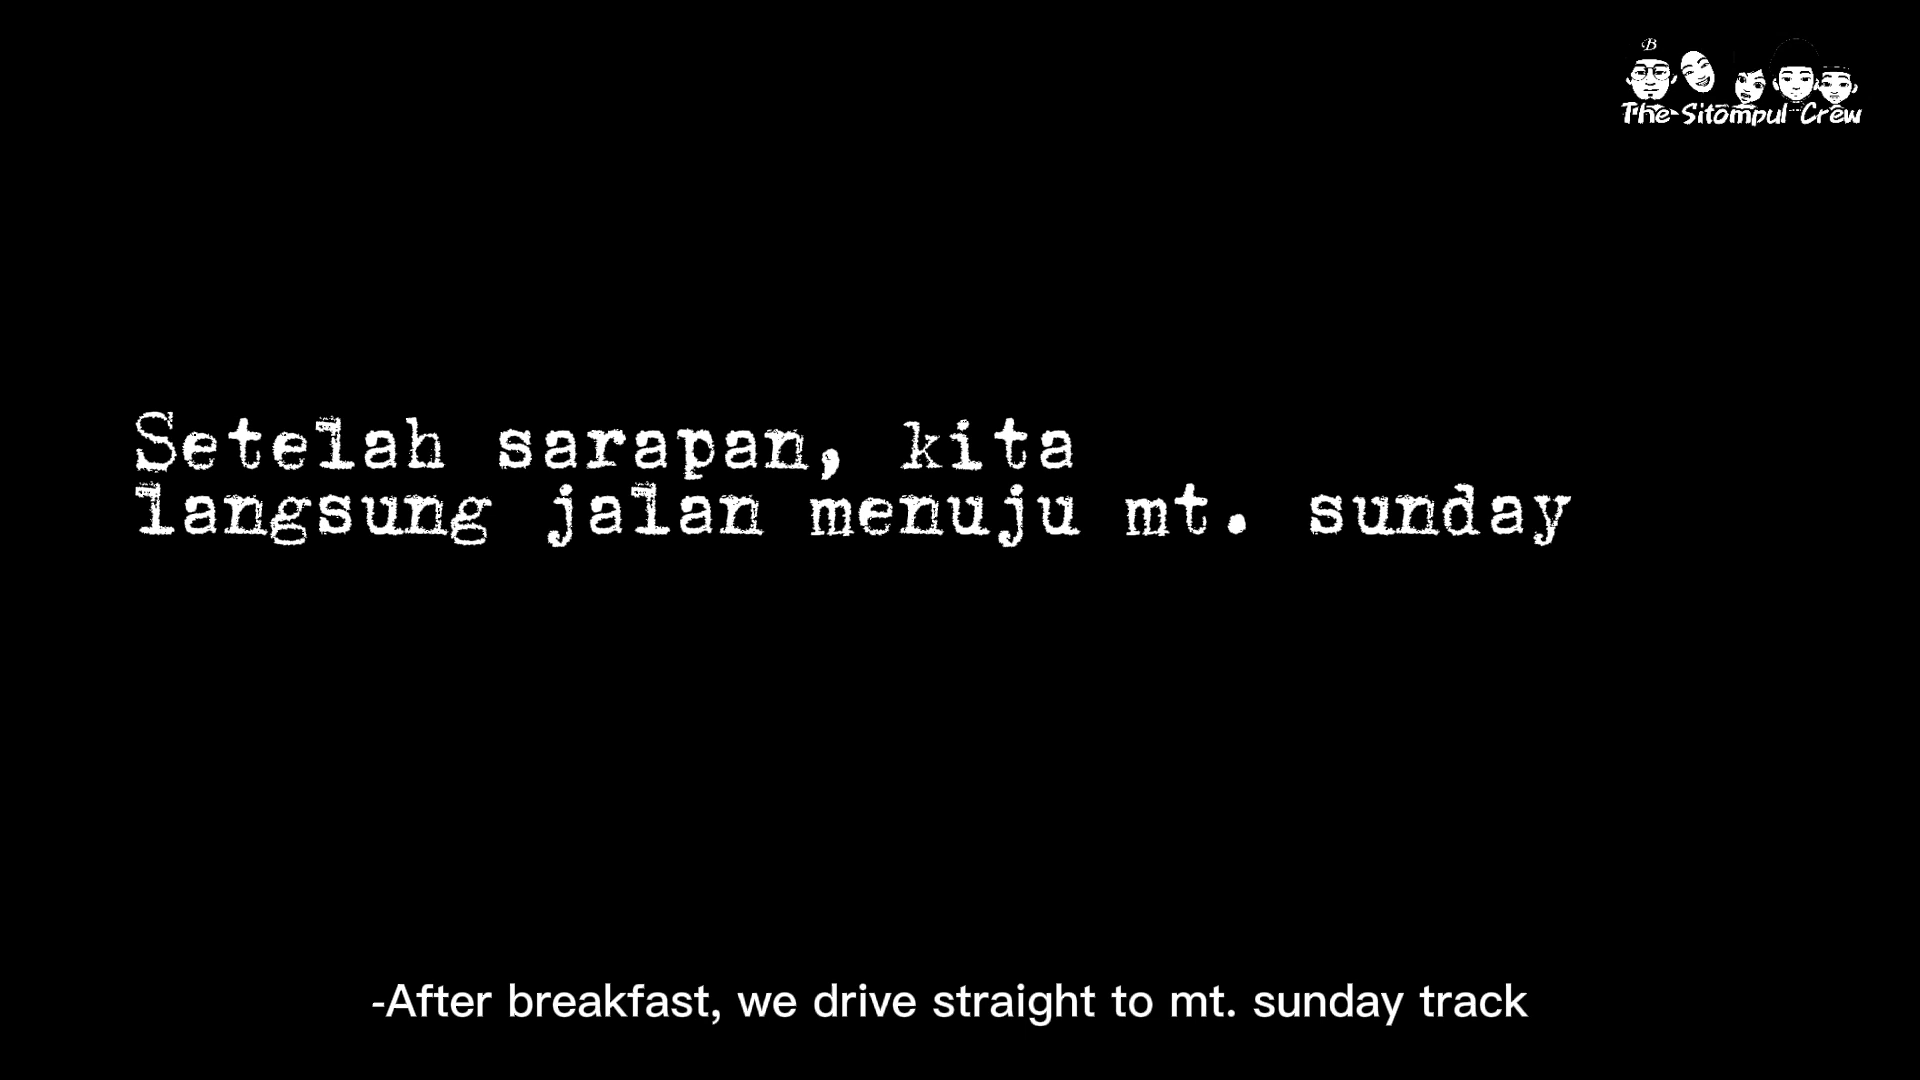 B
The Sitompul Crew
Setelah sarapan, kita
langsung jalan menuju mt. sunday
-After breakfast, we drive straight to mt. sunday track